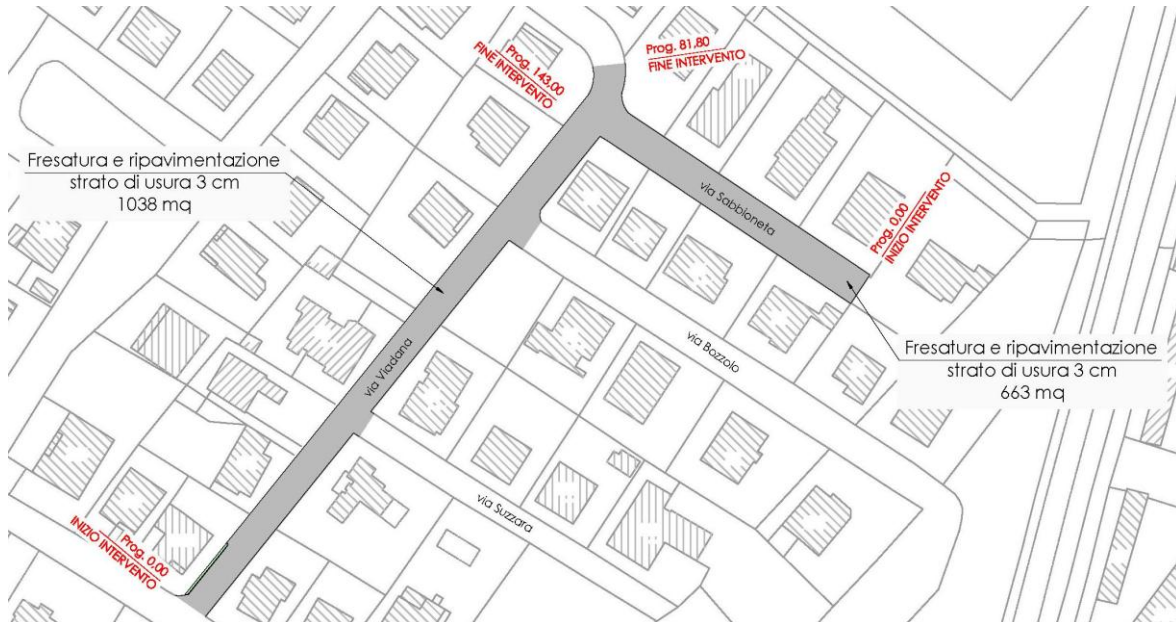 Prog. 143,00
FINE INTERVENTO
Prog. 81,80
FINE INTERVENTO
Fresatura e ripavimentazione
strato di usura 3 cm
1038 mq
via Sabbioneta
Prog. 0,00
INIZIO INTERVENTO
via Viadana
via Bozzolo
Fresatura e ripavimentazione
strato di usura 3 cm
663 mq
via Suzzara
Prog. 0,00
INIZIO INTERVENTO